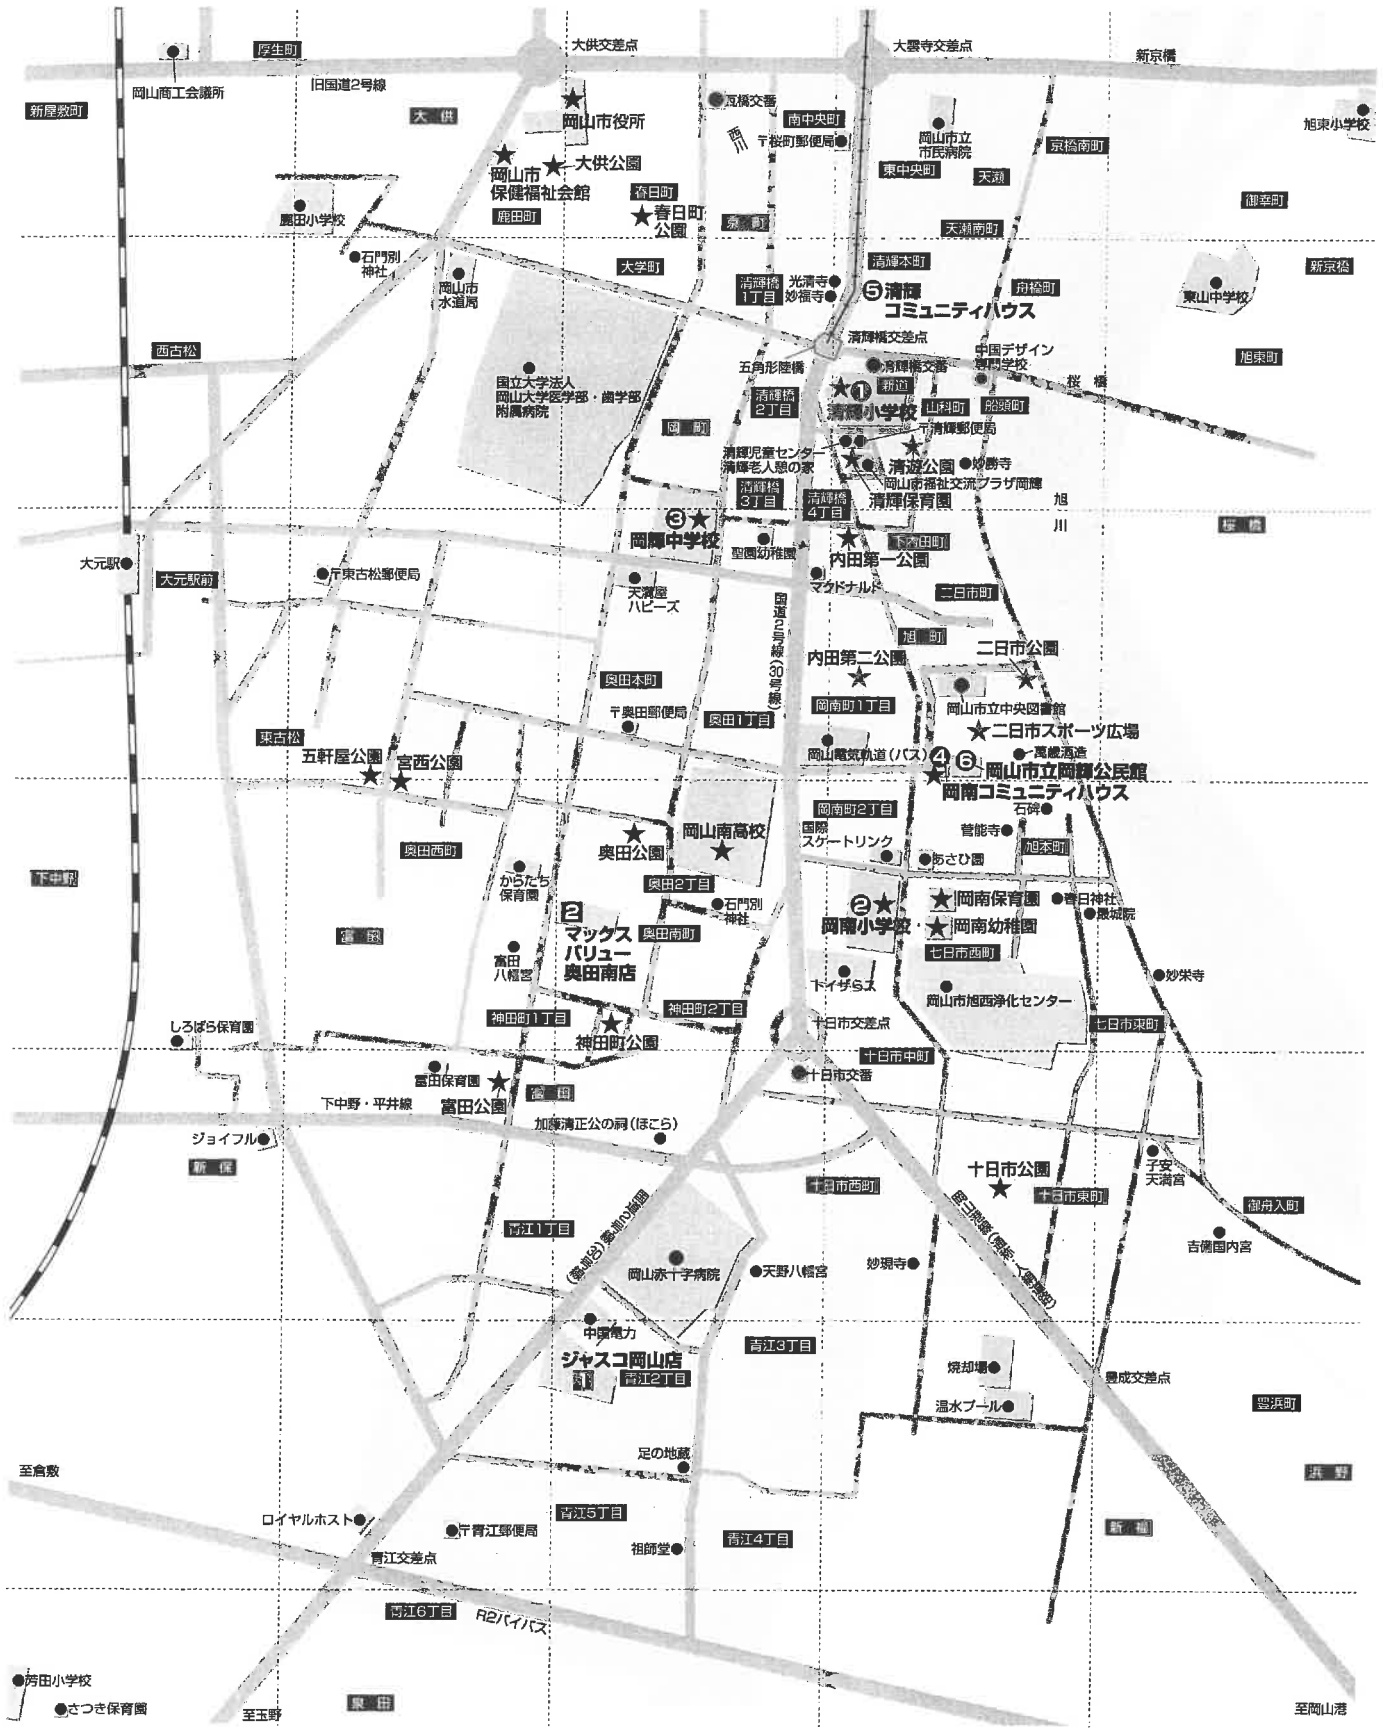 大供交差点
大雲寺交差点
新京橋
厚生町
岡山商工会議所
旧国道2号線
新屋敷町
大供
岡山市役所
瓦橋交番
南中央町
〒桜町郵便局
岡山市立
市民病院
旭東小学校
京橋南町
西川
大供公園
岡山市
保健福祉会館
東中央町
天瀬
春日町
御幸町
鹿田小学校
鹿田町
春日町
公園
京町
天瀬南町
石門別
神社
大学町
清輝本町
新京橋
岡山市
水道局
清輝橋
1丁目
光清寺
妙福寺
⑤清輝
コミュニティハウス
舟橋町
東山中学校
清輝橋交差点
西古松
五角形陸橋
清輝橋交番
中国デザイン
専門学校
旭東町
国立大学法人
岡山大学医学部・歯学部
附属病院
清輝橋
2丁目
①
新道
清輝小学校
山科町
船頭町
桜橋
岡町
〒清輝郵便局
清輝児童センター
清輝老人憩の家
清遊公園
妙勝寺
岡山市福祉交流プラザ岡輝
清輝橋
3丁目
清輝橋
4丁目
清輝保育園
旭川
③
岡輝中学校
桜橋
聖園幼稚園
下内田町
内田第一公園
大元駅
大元駅前
〒東古松郵便局
天満屋
ハピーズ
マクドナルド
二日市町
国道2号線(30号線)
旭町
二日市公園
内田第二公園
奥田本町
岡南町1丁目
岡山市立中央図書館
〒奥田郵便局
奥田1丁目
二日市スポーツ広場
東古松
岡山電気軌道(バス)
④
⑥
萬歳酒造
五軒屋公園
宮西公園
岡山市立岡輝公民館
岡南コミュニティハウス
岡南町2丁目
石碑
国際
スケートリンク
菅能寺
岡山南高校
奥田公園
奥田西町
旭本町
あさひ園
下中野
からたち
保育園
奥田2丁目
②
岡南小学校
岡南保育園
春日神社
最城院
石門別
神社
2
マックス
バリュー
奥田南店
奥田南町
岡南幼稚園
富田
富田
八幡宮
七日市西町
トイザらス
岡山市旭西浄化センター
妙栄寺
神田町1丁目
神田町2丁目
十日市交差点
七日市東町
しろばら保育園
神田町公園
十日市中町
富田保育園
富田公園
富田
十日市交番
下中野・平井線
加藤清正公の祠(ほこら)
ジョイフル
新保
子安
天満宮
十日市公園
十日市西町
十日市東町
御舟入町
青江1丁目
国道2号線(30号線)
吉備国内宮
岡山赤十字病院
天野八幡宮
妙現寺
中国電力
青江3丁目
ジャスコ岡山店
1
青江2丁目
焼却場
豊成交差点
温水プール
豊浜町
足の地蔵
至倉敷
浜野
ロイヤルホスト
青江5丁目
〒青江郵便局
新福
青江4丁目
祖師堂
青江交差点
青江6丁目
R2バイパス
芳田小学校
さつき保育園
泉田
至玉野
至岡山港